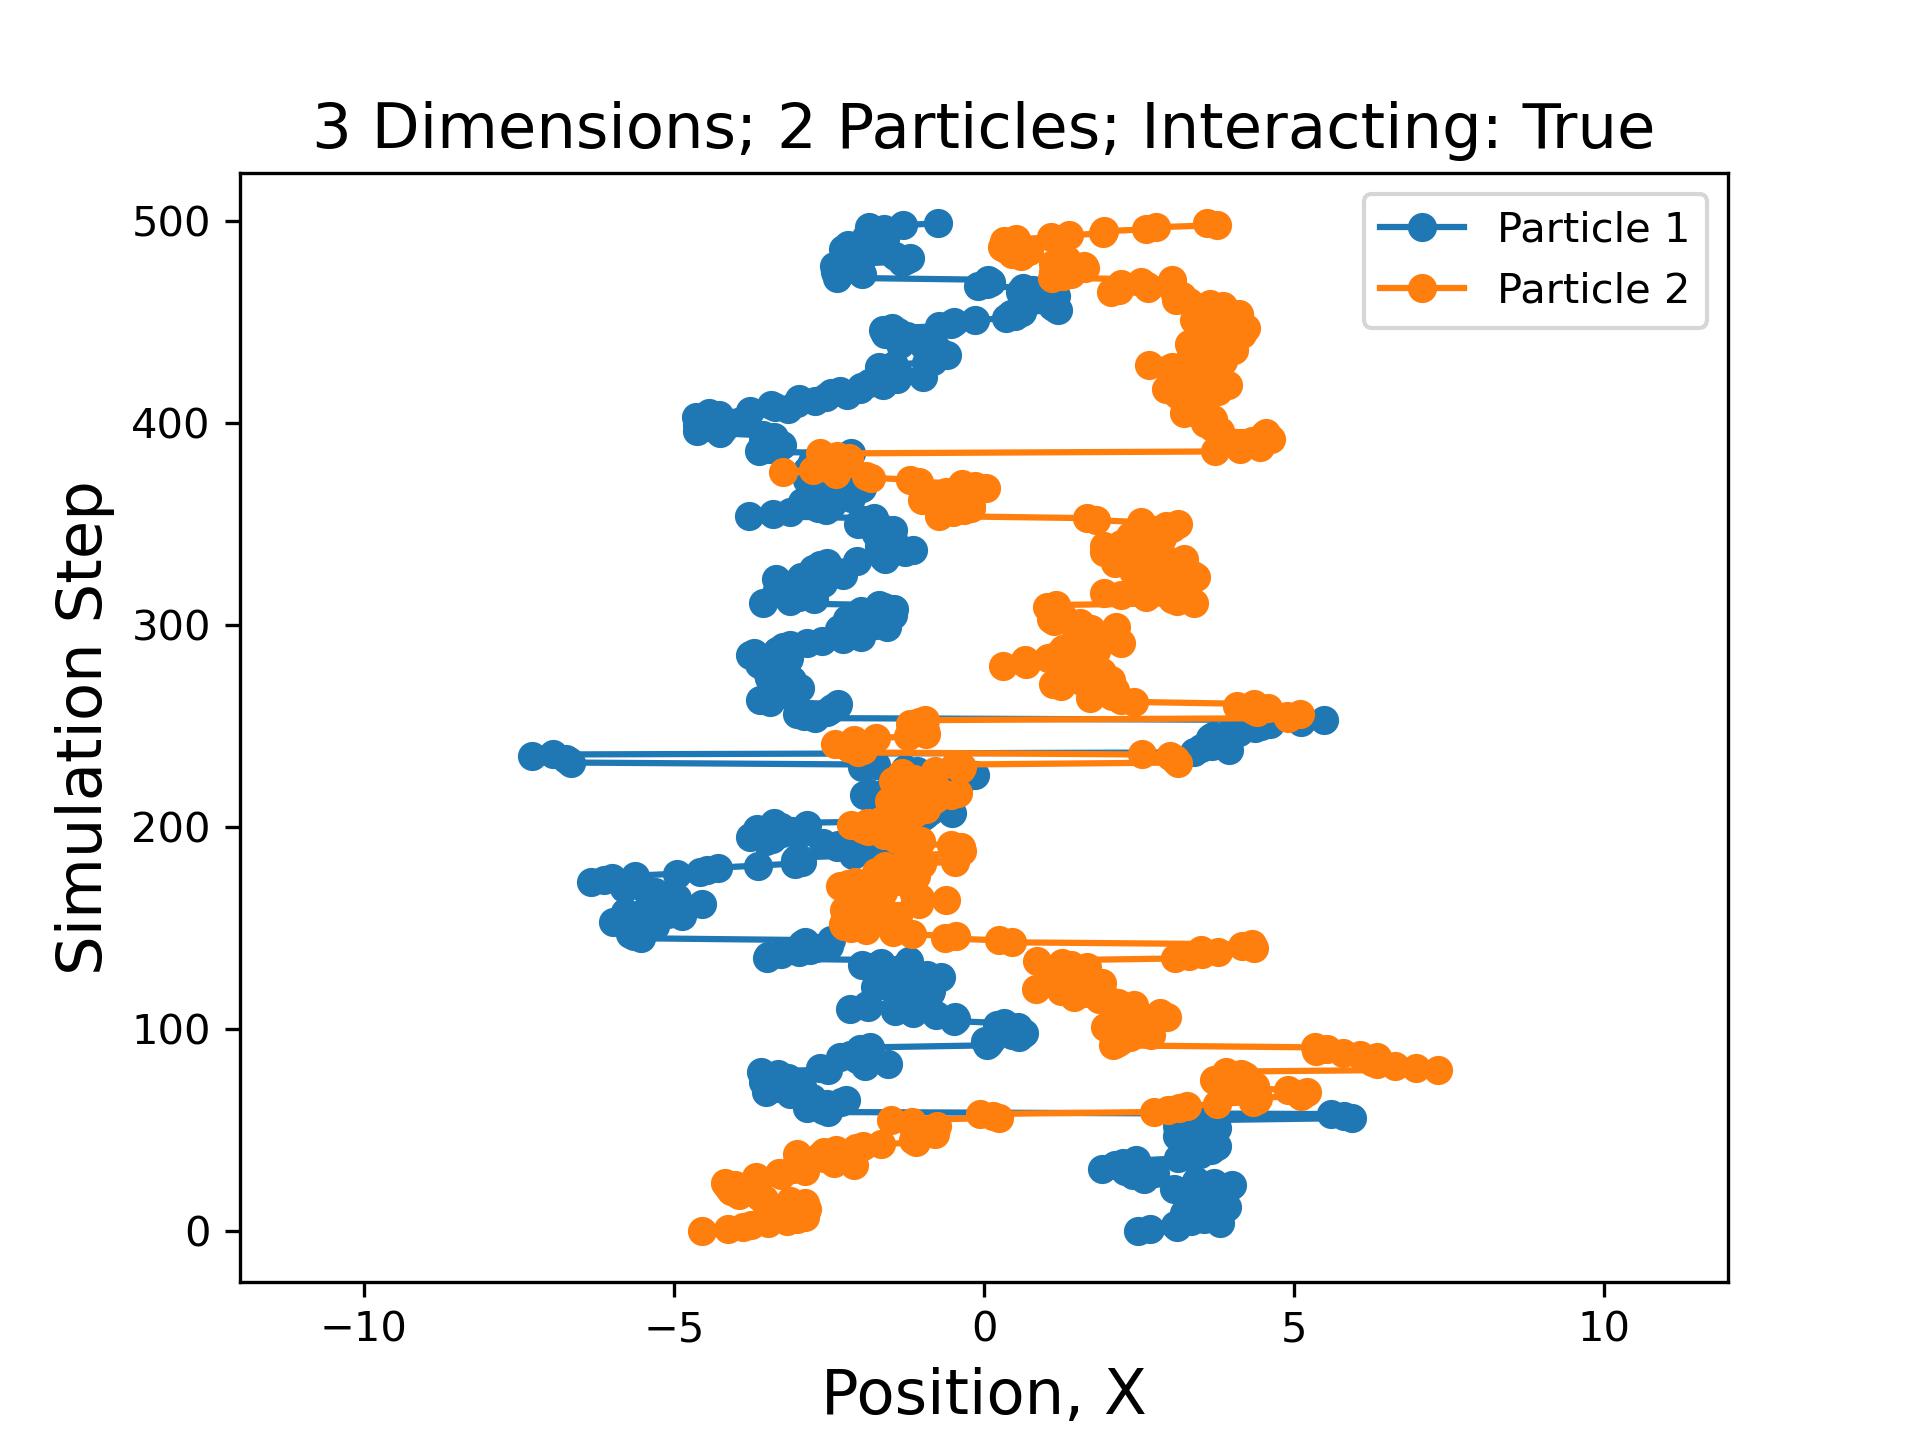 3 Dimensions; 2 Particles; Interacting: True
Particle 1
Particle 2
Simulation Step
500
400
300
200
100
0
−10
−5
0
5
10
Position, X